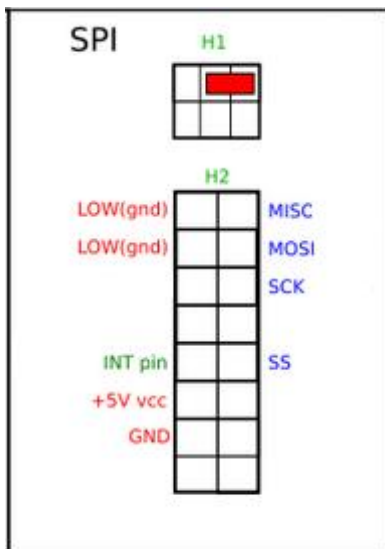 SPI
H1
H2
LOW(gnd) MISC
LOW(gnd) MOSI
SCK
INT pin SS
+5V vcc
GND